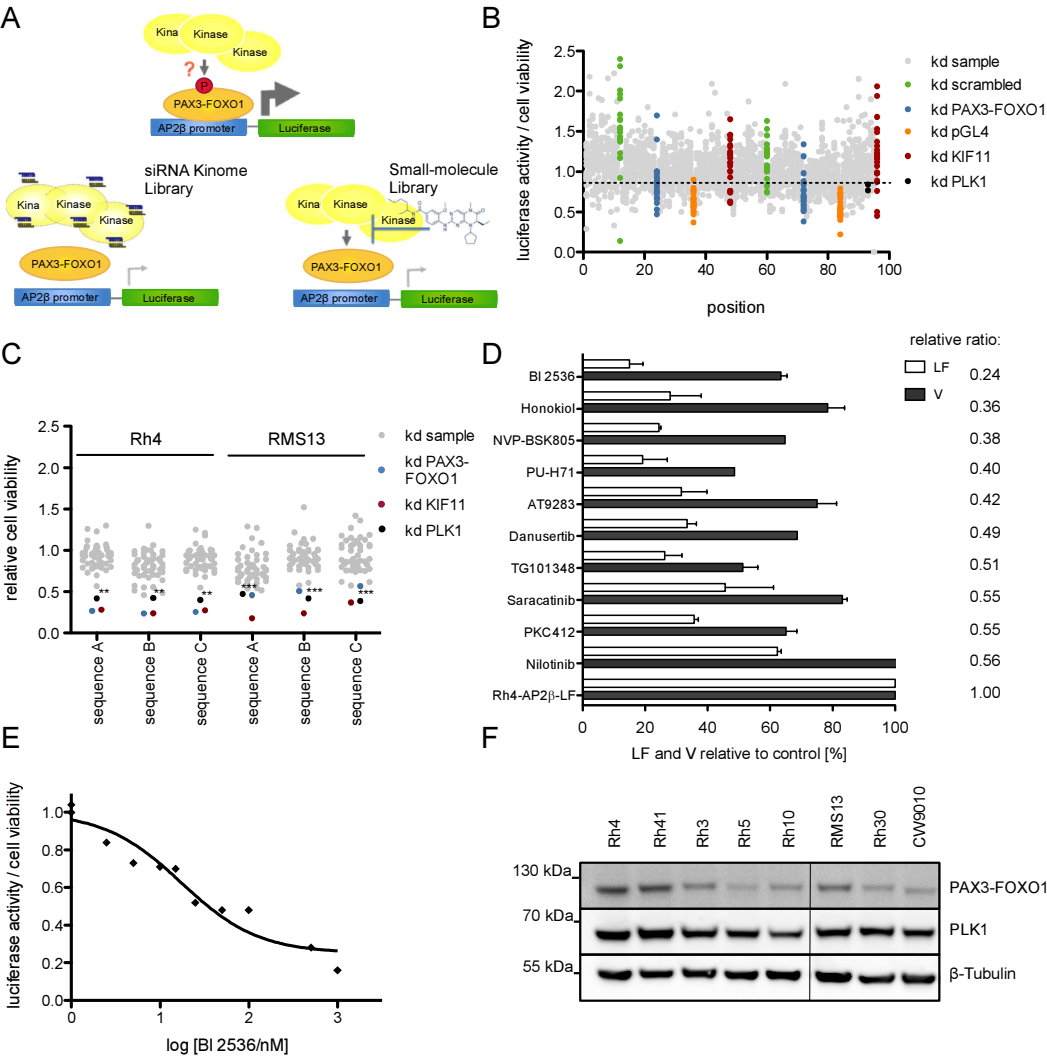 A
Kina
Kinase
Kinase
?
P
PAX3-FOXO1
AP2β promoter
Luciferase
siRNA Kinome
Library
Kina
Kinase
Kinase
PAX3-FOXO1
AP2β promoter
Luciferase
Small-molecule
Library
Kina
Kinase
Kinase
PAX3-FOXO1
AP2β promoter
Luciferase
B
luciferase activity / cell viability
2.5
2.0
1.5
1.0
0.5
0.0
0
20
40
60
80
100
position
kd sample
kd scrambled
kd PAX3-FOXO1
kd pGL4
kd KIF11
kd PLK1
C
relative cell viability
2.5
2.0
1.5
1.0
0.5
0.0
Rh4
RMS13
**
**
**
***
***
***
sequence A
sequence B
sequence C
sequence A
sequence B
sequence C
kd sample
kd PAX3-
FOXO1
kd KIF11
kd PLK1
D
relative ratio:
LF
V
BI 2536
0.24
Honokiol
0.36
NVP-BSK805
0.38
PU-H71
0.40
AT9283
0.42
Danusertib
0.49
TG101348
0.51
Saracatinib
0.55
PKC412
0.55
Nilotinib
0.56
Rh4-AP2β-LF
1.00
0
20
40
60
80
100
LF and V relative to control [%]
E
luciferase activity / cell viability
1.0
0.8
0.6
0.4
0.2
0.0
0
1
2
3
log [BI 2536/nM]
F
Rh4
Rh41
Rh3
Rh5
Rh10
RMS13
Rh30
CW9010
130 kDa
PAX3-FOXO1
70 kDa
PLK1
55 kDa
β-Tubulin